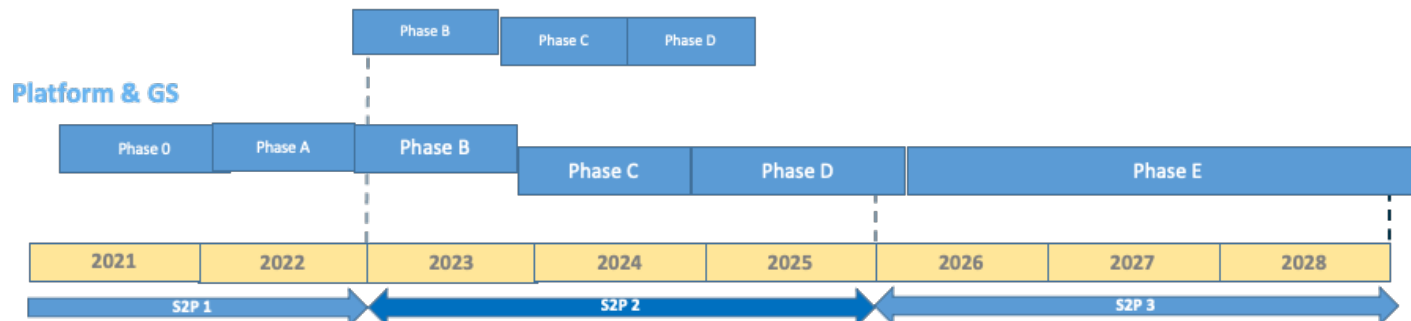 Phase B
Phase C
Phase D
Platform & GS
Phase 0
Phase A
Phase B
Phase C
Phase D
Phase E
2021
2022
2023
2024
2025
2026
2027
2028
S2P 1
S2P 2
S2P 3